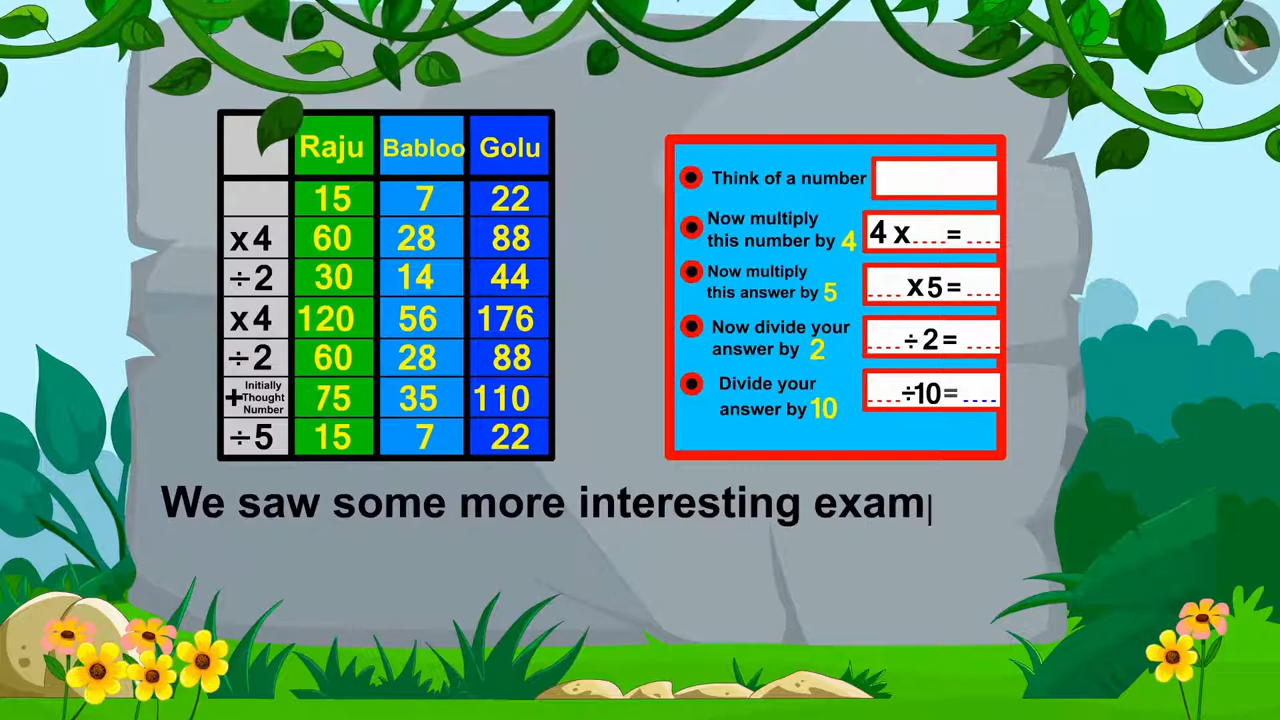 Raju Babloo Golu
15 7 22
x4 60 28 88
÷2 30 14 44
x4 120 56 176
÷2 60 28 88
+ Initially Thought Number 75 35 110
÷5 15 7 22
Think of a number
Now multiply
this number by 4
4 x .... = ....
Now multiply
this answer by 5
.... x 5 = ....
Now divide your
answer by 2
.... ÷ 2 = ....
Divide your
answer by 10
.... ÷10 = ....
We saw some more interesting exam